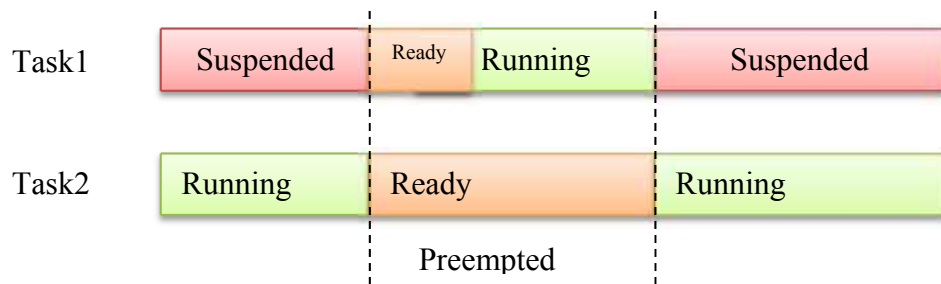 Task1 Suspended Ready Running Suspended
Task2 Running Ready Running
Preempted